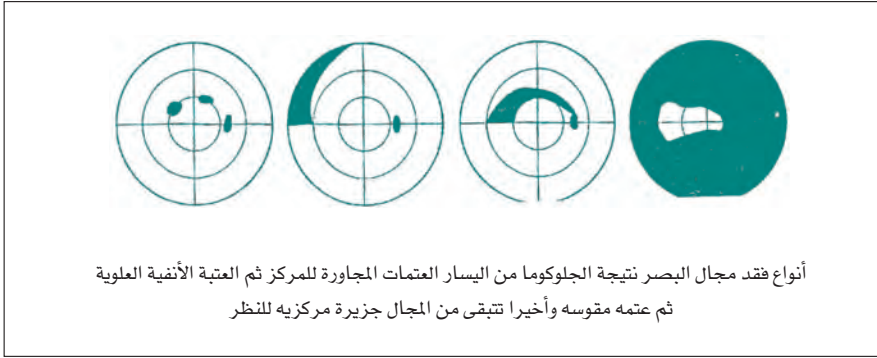 أنواع فقد مجال البصر نتيجة الجلوكوما من اليسار العتمات المجاورة للمركز ثم العتبة الأنفية العلوية
ثم عتمه مقوسه وأخيرا تتبقى من المجال جزيرة مركزيه للنظر